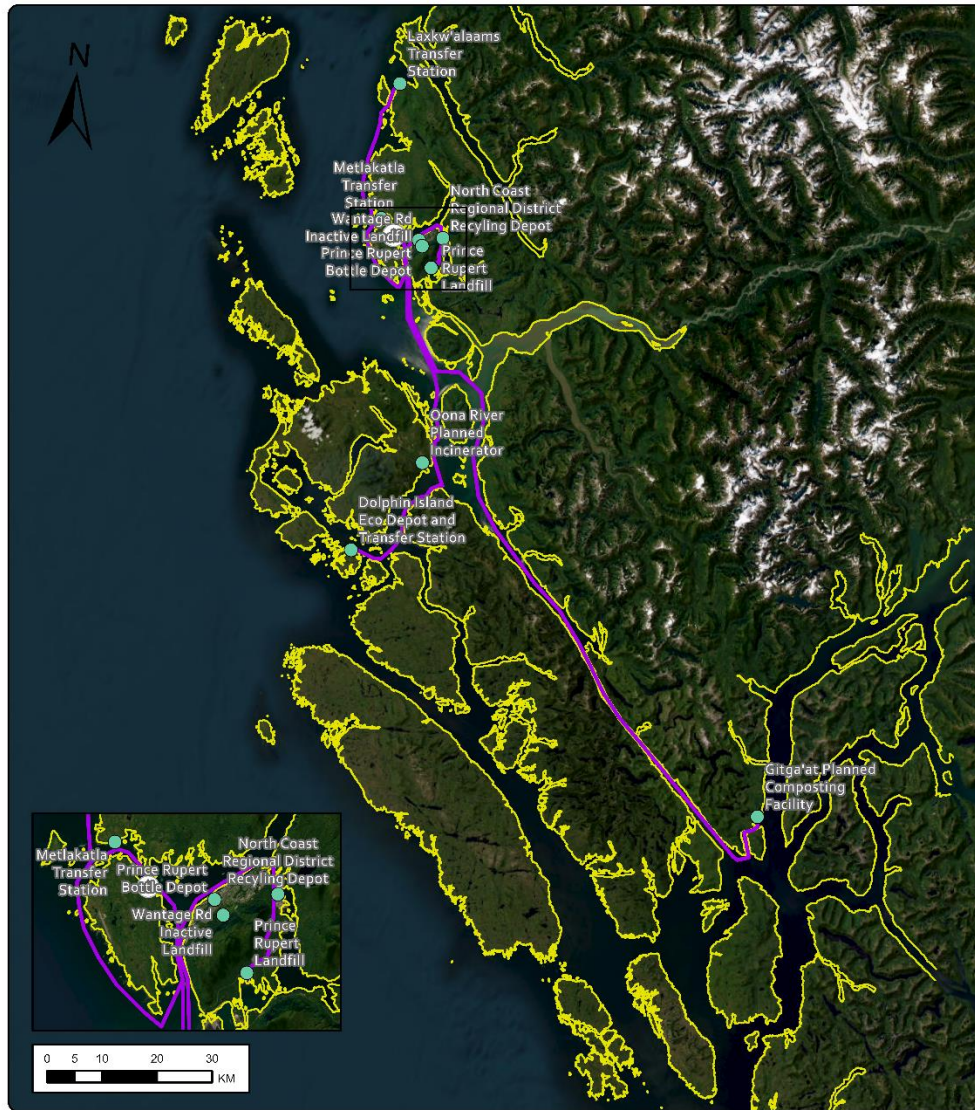 N
Laxkw'alaams
Transfer
Station
Metlakatla
Transfer
Station
North Coast
Regional District
Recyling Depot
Wantage Rd
Inactive Landfill
Prince Rupert
Bottle Depot
Prince
Rupert
Landfill
Oona River
Planned
Incinerator
Dolphin Island
Eco Depot and
Transfer Station
Gitga'at Planned
Composting
Facility
North Coast
Regional District
Recyling Depot
Metlakatla
Transfer
Station
Prince Rupert
Bottle Depot
Wantage Rd
Inactive
Landfill
Prince
Rupert
Landfill
0 5 10 20 30
KM